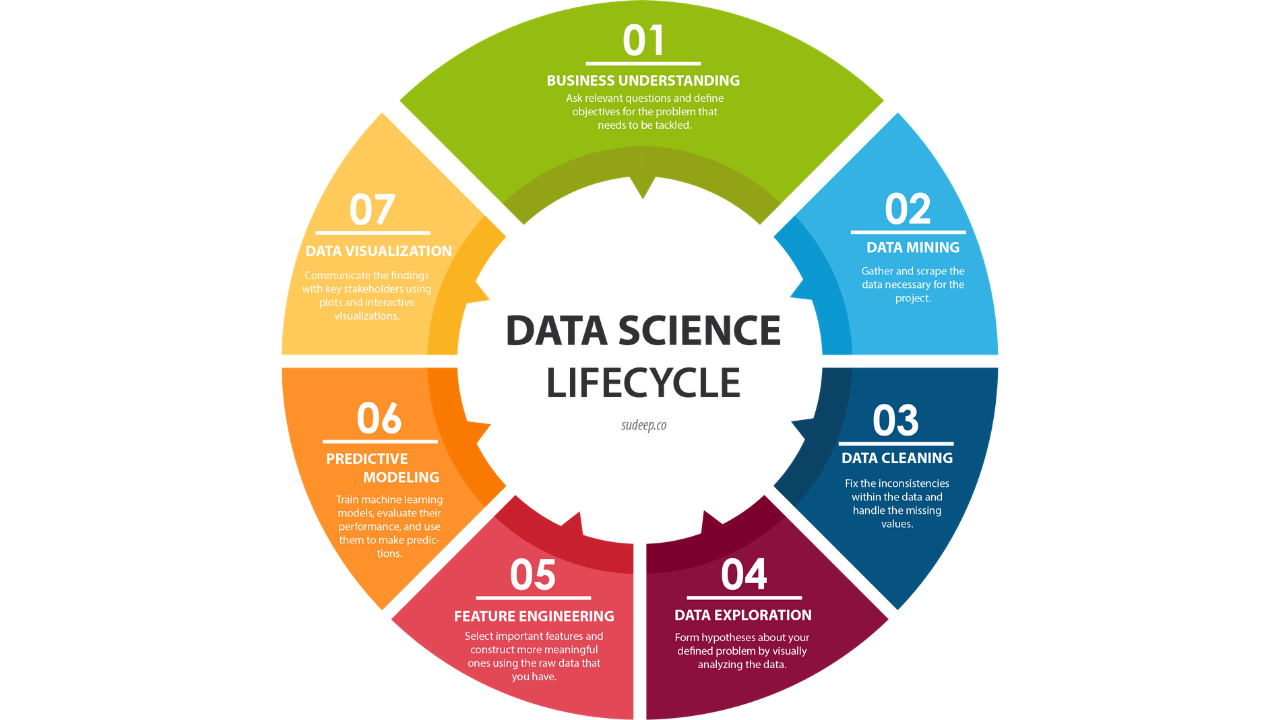 01
BUSINESS UNDERSTANDING
Ask relevant questions and define
objectives for the problem that
needs to be tackled.
02
DATA MINING
Gather and scrape the
data necessary for the
project.
03
DATA CLEANING
Fix the inconsistencies
within the data and
handle the missing
values.
04
DATA EXPLORATION
Form hypotheses about your
defined problem by visually
analyzing the data.
05
FEATURE ENGINEERING
Select important features and
construct more meaningful
ones using the raw data that
you have.
06
PREDICTIVE
MODELING
Train machine learning
models, evaluate their
performance, and use
them to make predic-
tions.
07
DATA VISUALIZATION
Communicate the findings
with key stakeholders using
plots and interactive
visualizations.
DATA SCIENCE
LIFECYCLE
sudeep.co